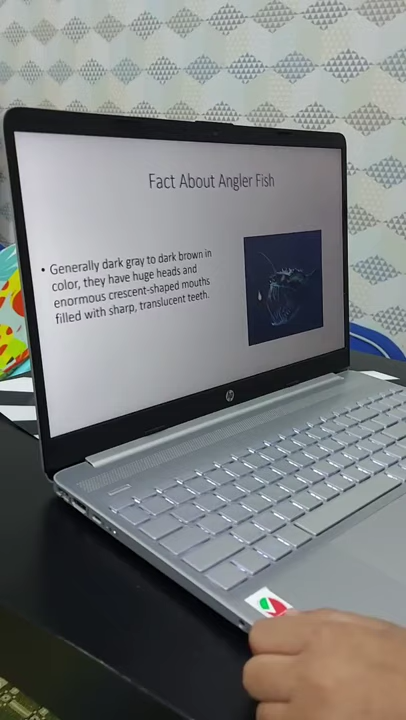 Fact About Angler Fish
• Generally dark gray to dark brown in
color, they have huge heads and
enormous crescent-shaped mouths
filled with sharp, translucent teeth.
hp